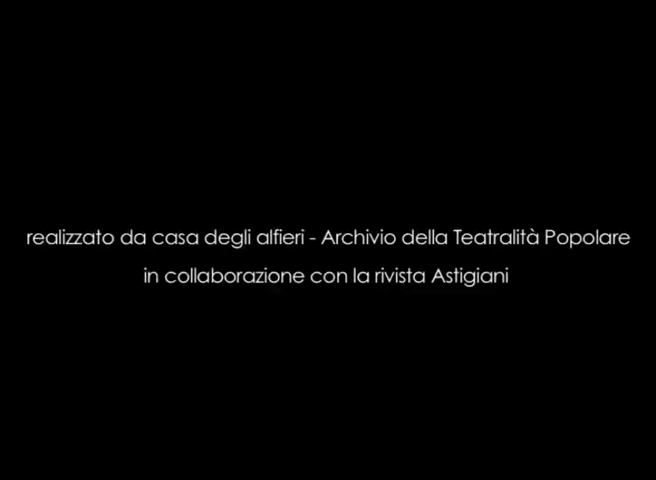 realizzato da casa degli alfieri - Archivio della Teatralità Popolare
in collaborazione con la rivista Astigiani